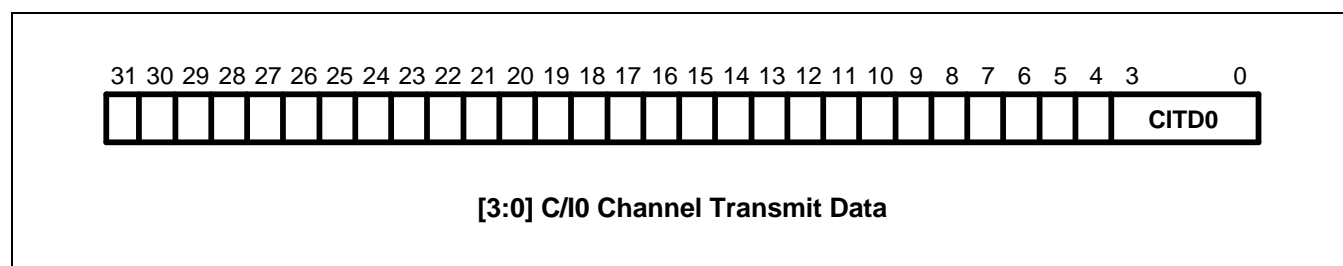 31 30 29 28 27 26 25 24 23 22 21 20 19 18 17 16 15 14 13 12 11 10 9 8 7 6 5 4 3 0
CITD0
[3:0] C/I0 Channel Transmit Data